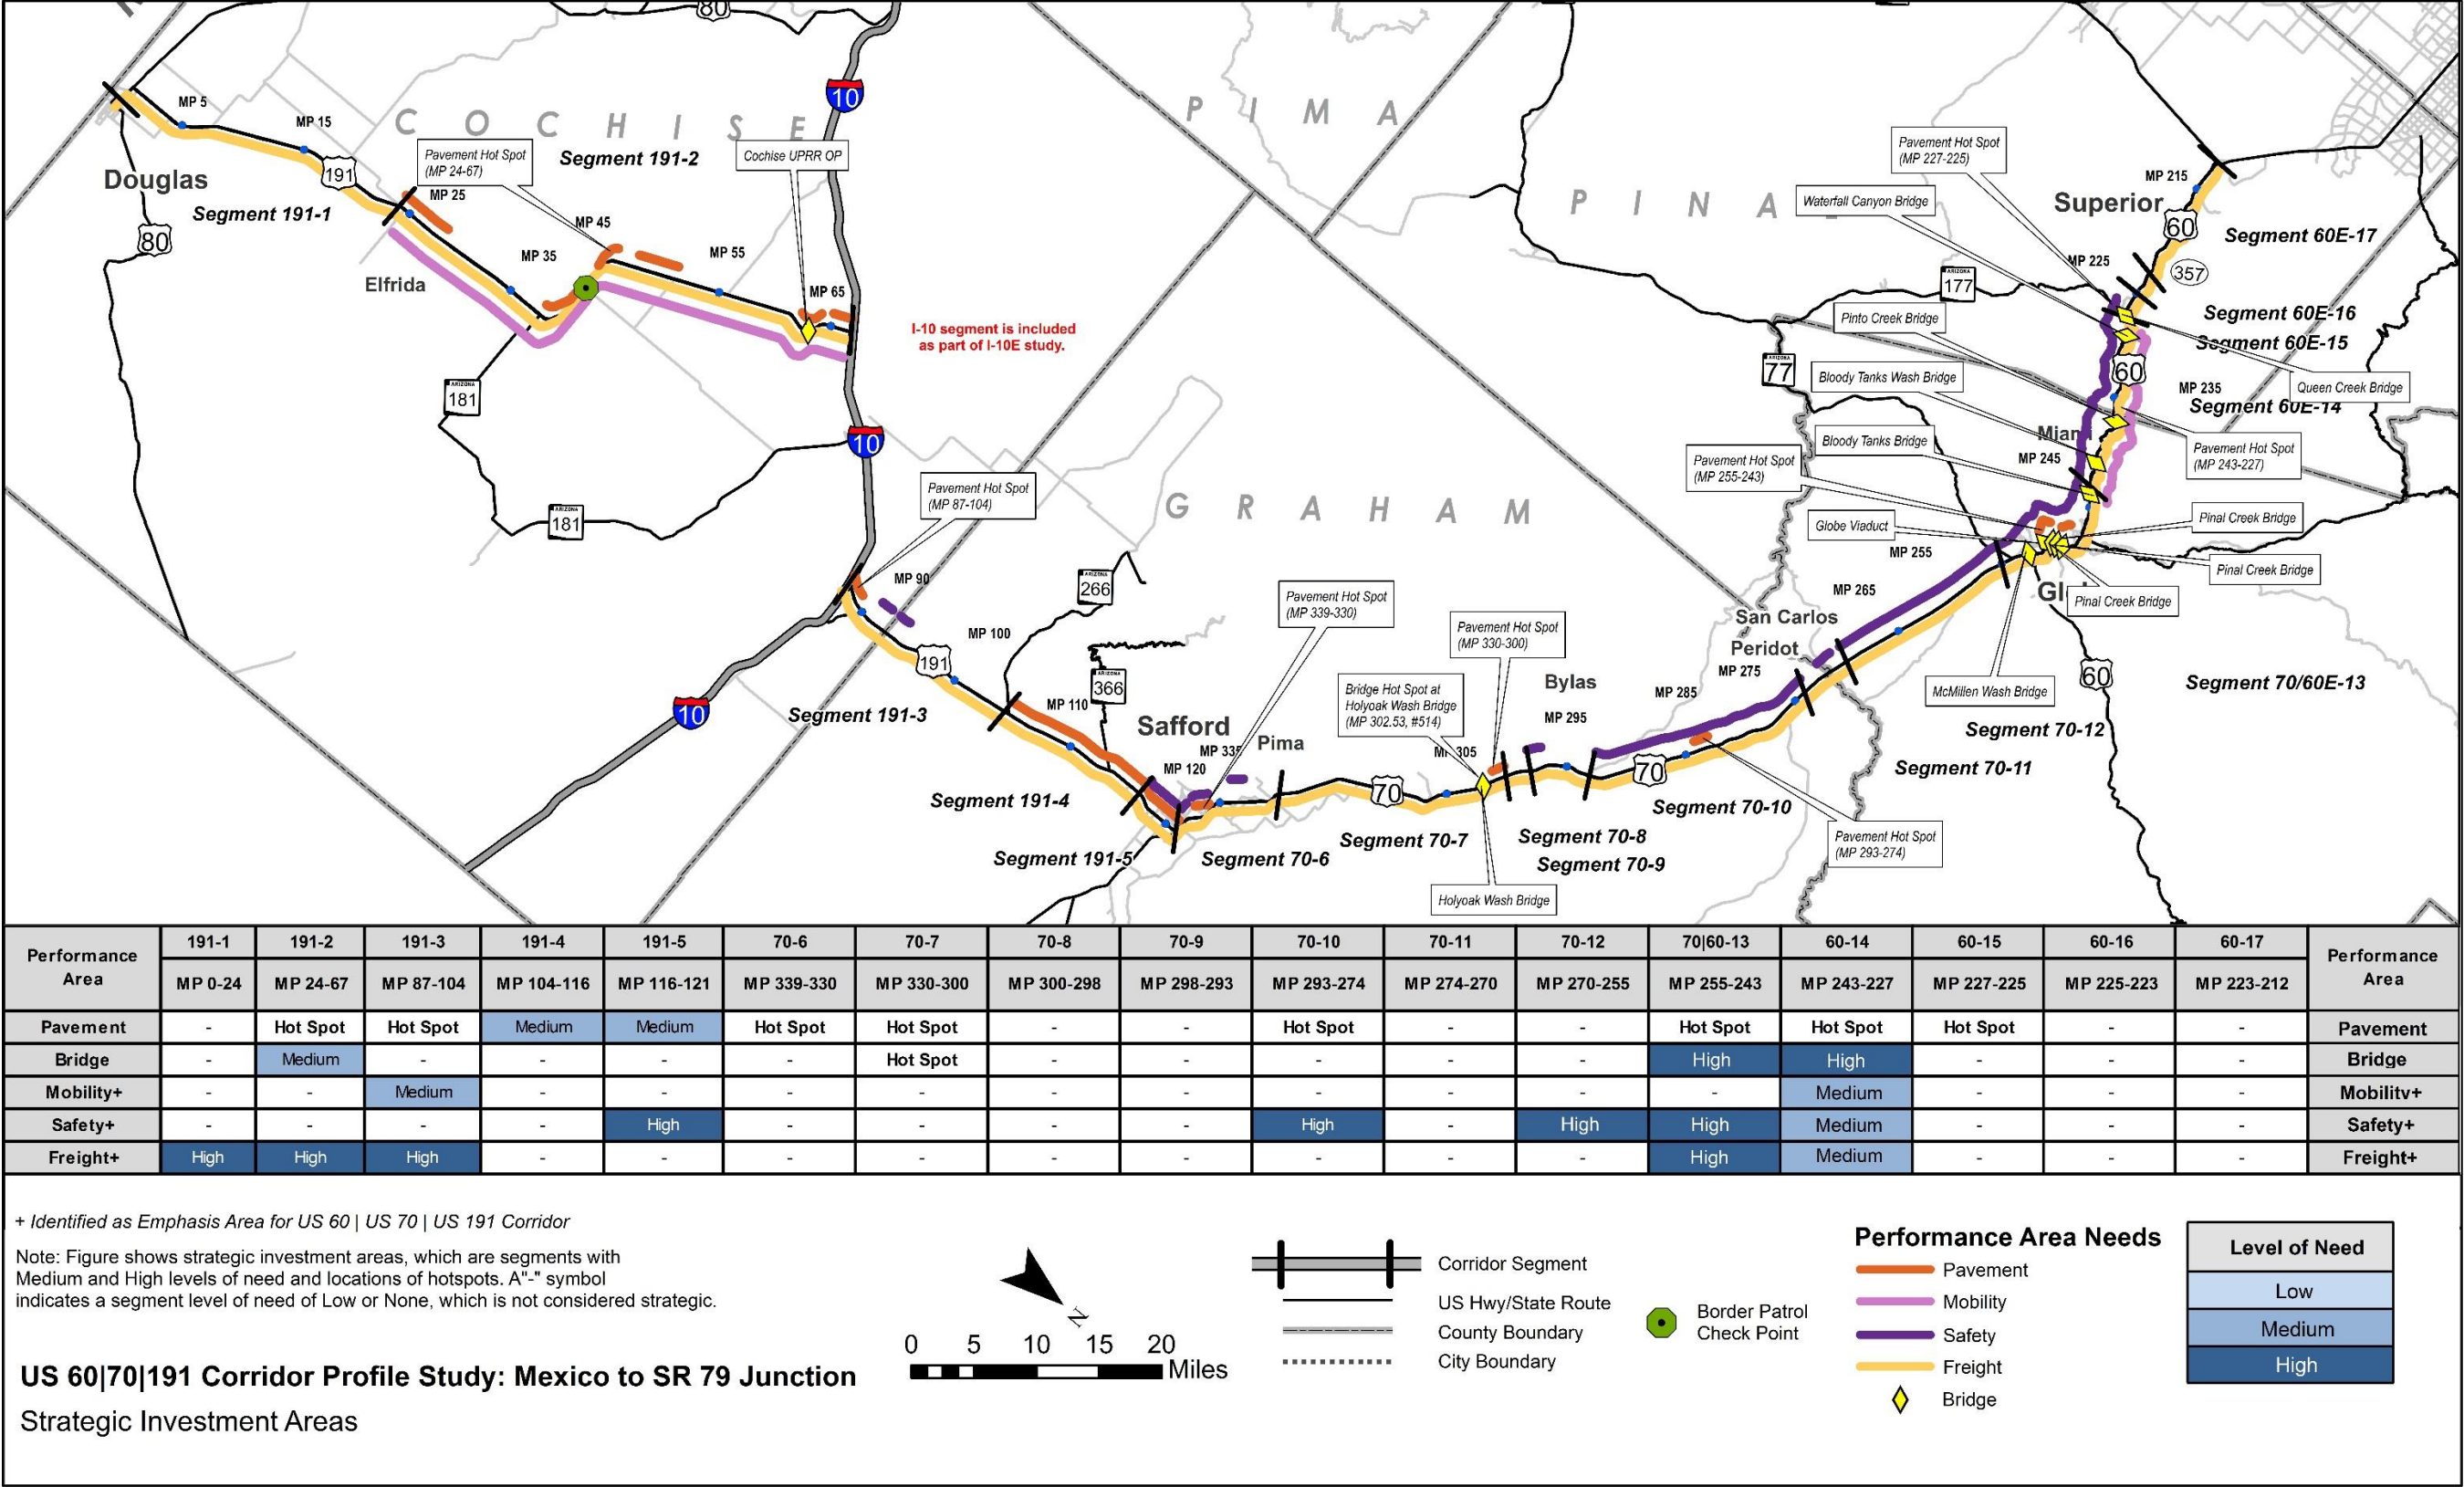 80
10
MP 5
MP 15
C O C H I S E
P I M A
Pavement Hot Spot
(MP 24-67)
Segment 191-2
Cochise UPRR OP
Pavement Hot Spot
(MP 227-225)
MP 215
Douglas
191
MP 25
Segment 191-1
P I N A
Waterfall Canyon Bridge
Superior
60
Segment 60E-17
80
MP 45
MP 35
MP 55
Elfrida
MP 65
MP 225
357
ARIZONA
177
I-10 segment is included
as part of I-10E study.
Pinto Creek Bridge
Segment 60E-16
Segment 60E-15
ARIZONA
77
60
Bloody Tanks Wash Bridge
MP 235
Queen Creek Bridge
Segment 60E-14
ARIZONA
181
10
Bloody Tanks Bridge
Miami
MP 245
Pavement Hot Spot
(MP 255-243)
Pavement Hot Spot
(MP 243-227)
Pavement Hot Spot
(MP 87-104)
G R A H A M
ARIZONA
181
Globe Viaduct
Pinal Creek Bridge
MP 255
Pinal Creek Bridge
MP 90
ARIZONA
266
Pavement Hot Spot
(MP 339-330)
MP 265
Gl
Pinal Creek Bridge
MP 100
191
Pavement Hot Spot
(MP 330-300)
San Carlos
Peridot
MP 275
ARIZONA
366
Bridge Hot Spot at
Holyoak Wash Bridge
(MP 302.53, #514)
Bylas
MP 285
McMillen Wash Bridge
60
Segment 70/60E-13
10
Segment 191-3
MP 110
Safford
MP 335
Pima
MP 295
MP 305
Segment 70-12
MP 120
70
70
Segment 70-11
Segment 191-4
Segment 70-10
Segment 191-5
Segment 70-6
Segment 70-7
Segment 70-8
Segment 70-9
Pavement Hot Spot
(MP 293-274)
Holyoak Wash Bridge
Performance Area 191-1 191-2 191-3 191-4 191-5 70-6 70-7 70-8 70-9 70-10 70-11 70-12 70|60-13 60-14 60-15 60-16 60-17 Performance Area
MP 0-24 MP 24-67 MP 87-104 MP 104-116 MP 116-121 MP 339-330 MP 330-300 MP 300-298 MP 298-293 MP 293-274 MP 274-270 MP 270-255 MP 255-243 MP 243-227 MP 227-225 MP 225-223 MP 223-212
Pavement - Hot Spot Hot Spot Medium Medium Hot Spot Hot Spot - - Hot Spot - - Hot Spot Hot Spot Hot Spot - - Pavement
Bridge - Medium - - - - Hot Spot - - - - - High High - - - Bridge
Mobility+ - - Medium - - - - - - - - - - Medium - - - Mobility+
Safety+ - - - - High - - - - High - High High Medium - - - Safety+
Freight+ High High High - - - - - - - - - High Medium - - - Freight+
+ Identified as Emphasis Area for US 60 | US 70 | US 191 Corridor
Note: Figure shows strategic investment areas, which are segments with
Medium and High levels of need and locations of hotspots. A"-" symbol
indicates a segment level of need of Low or None, which is not considered strategic.
US 60|70|191 Corridor Profile Study: Mexico to SR 79 Junction
Strategic Investment Areas
N
0 5 10 15 20
Miles
Corridor Segment
US Hwy/State Route
County Boundary
City Boundary
Border Patrol
Check Point
Performance Area Needs
Pavement
Mobility
Safety
Freight
Bridge
Level of Need
Low
Medium
High